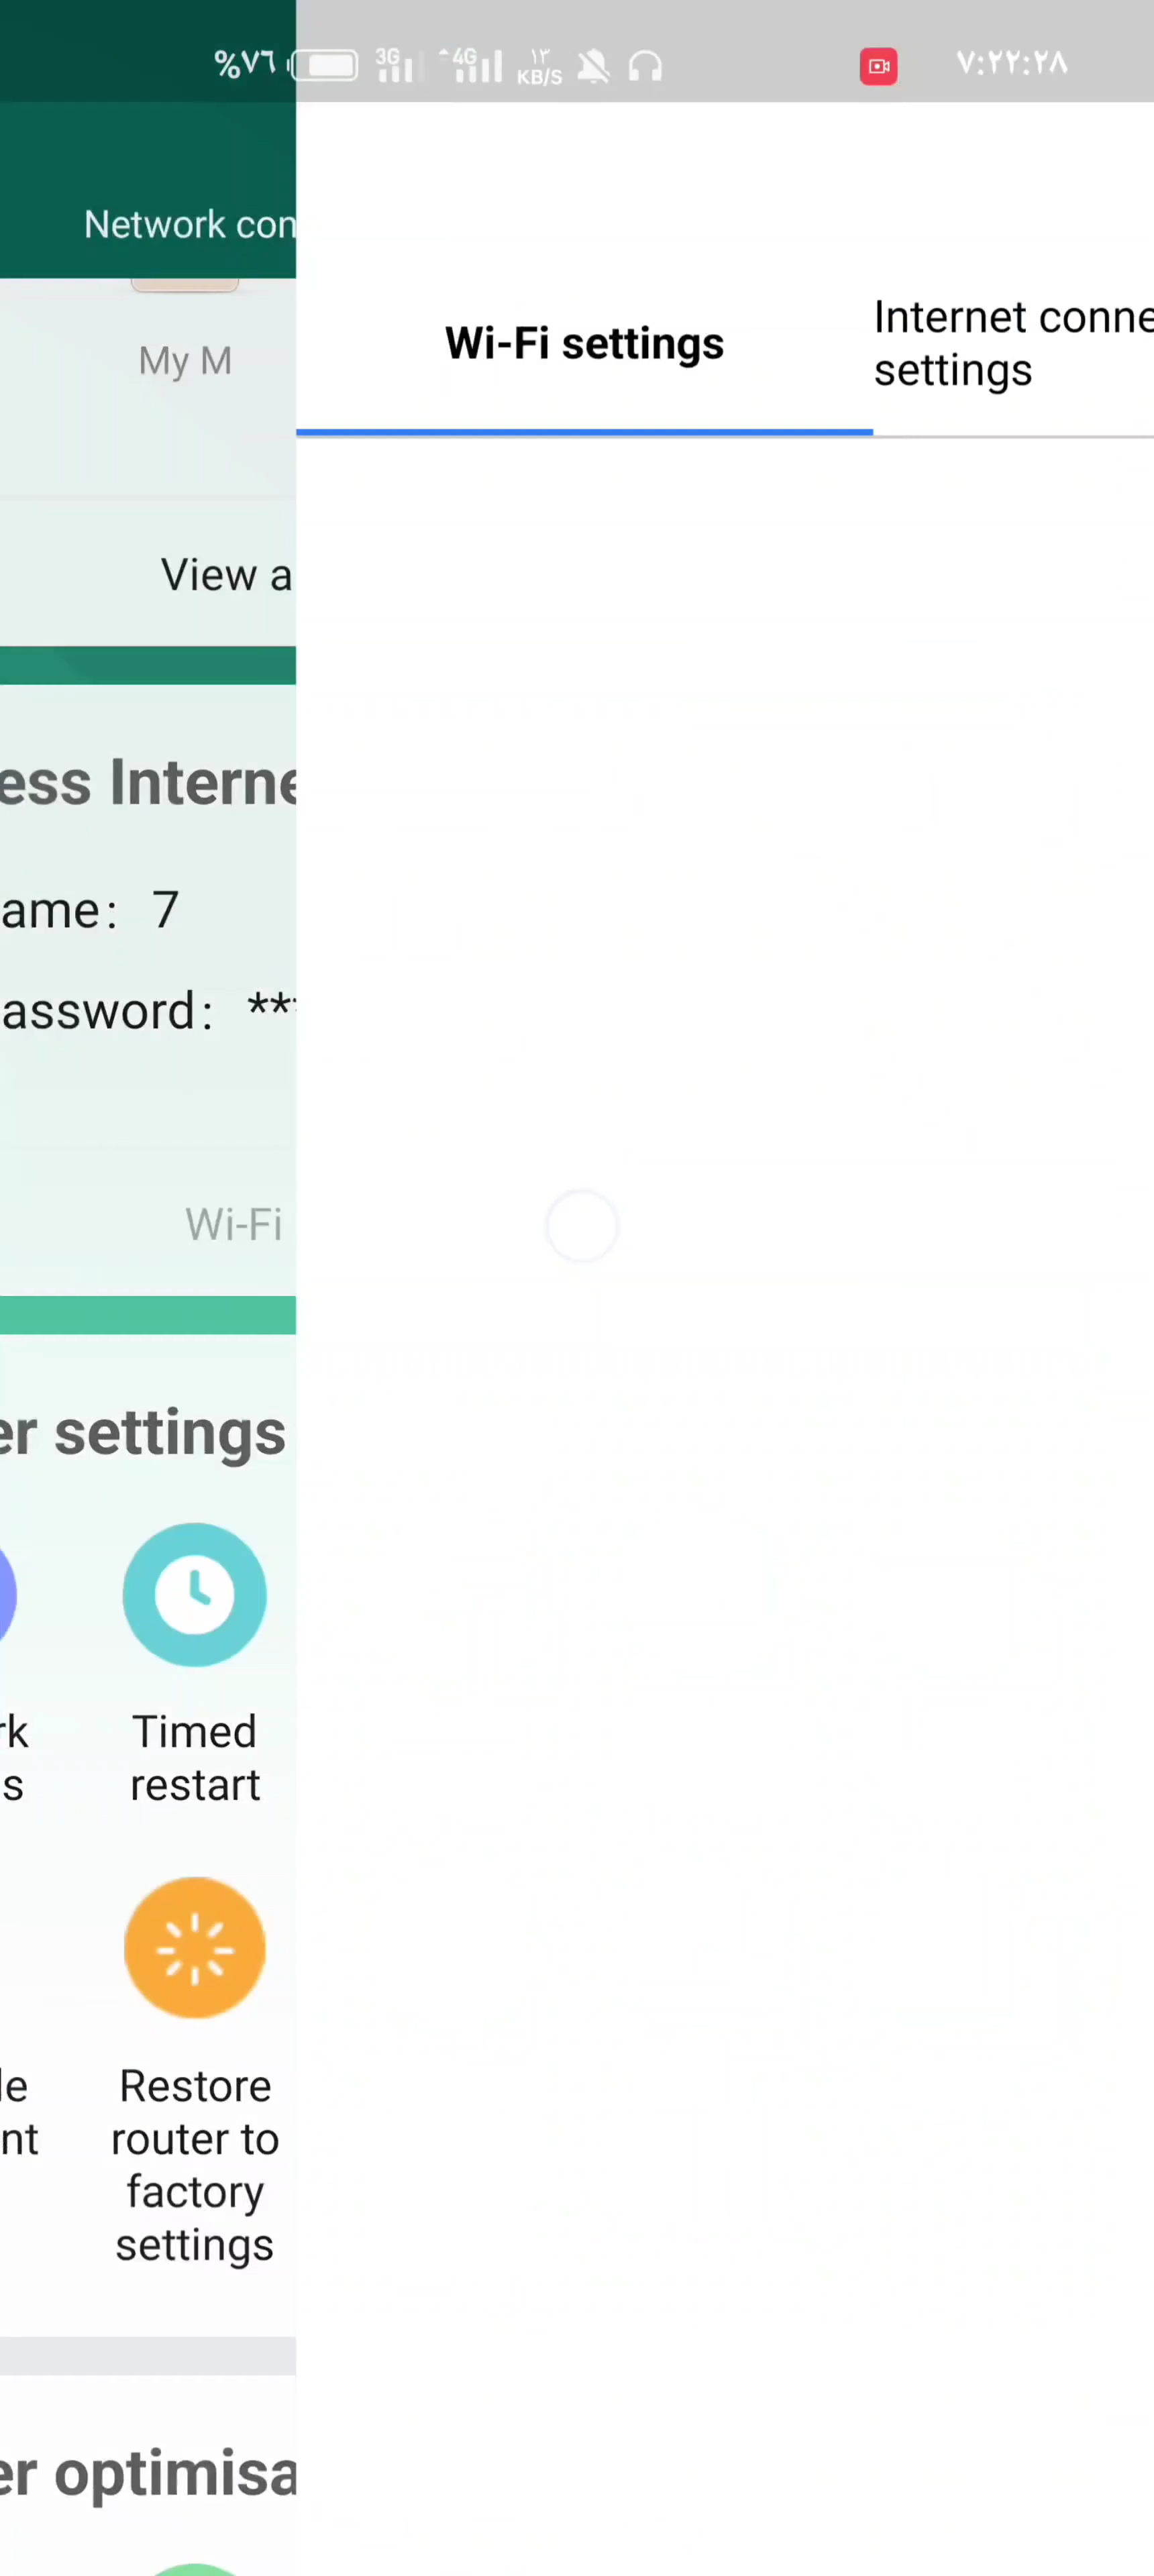 %٧٦ 3G 4G ١٣ KB/S ٧:٢٢:٢٨
Network con
My M
View a
ess Interne
ame: 7
assword: ***
Wi-Fi
er settings
rk
s
Timed
restart
le
nt
Restore
router to
factory
settings
er optimisa
Wi-Fi settings
Internet conne
settings